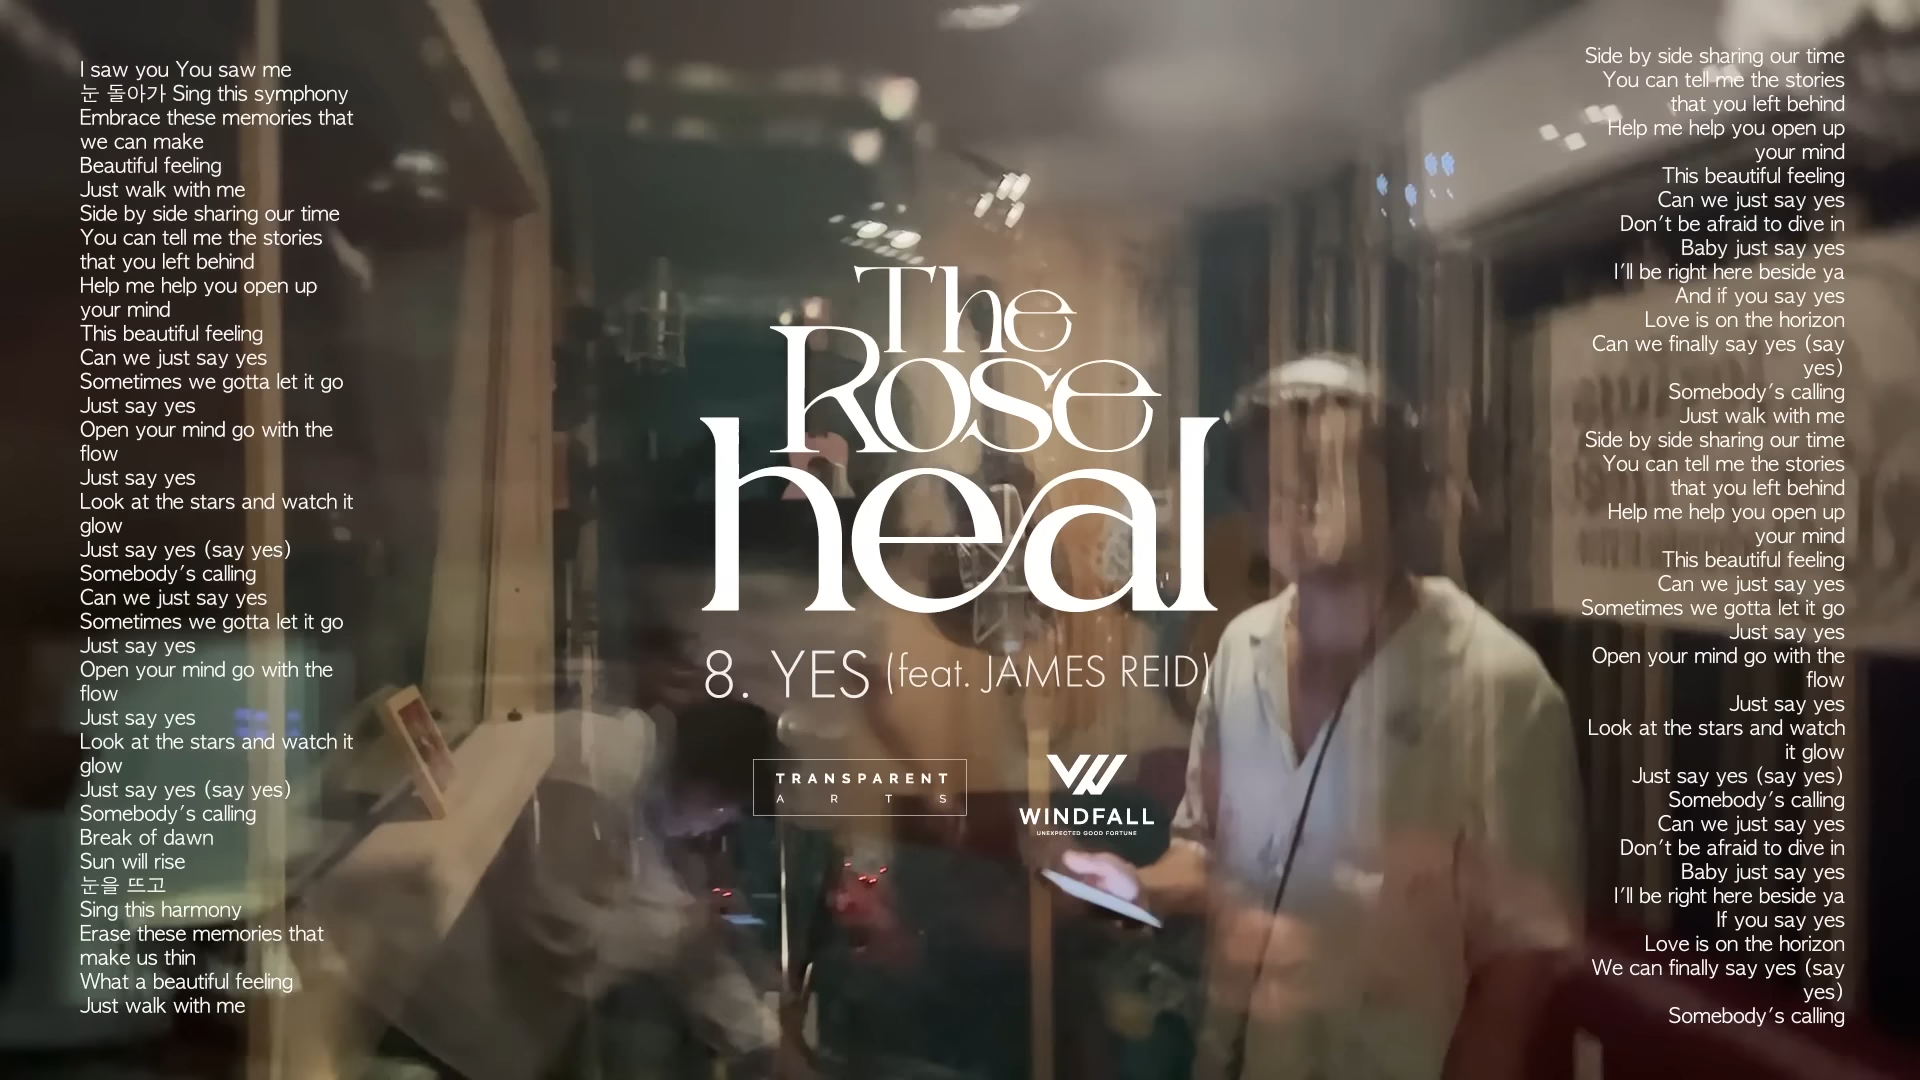 I saw you You saw me
눈 돌아가 Sing this symphony
Embrace these memories that
we can make
Beautiful feeling
Just walk with me
Side by side sharing our time
You can tell me the stories
that you left behind
Help me help you open up
your mind
This beautiful feeling
Can we just say yes
Sometimes we gotta let it go
Just say yes
Open your mind go with the
flow
Just say yes
Look at the stars and watch it
glow
Just say yes (say yes)
Somebody's calling
Can we just say yes
Sometimes we gotta let it go
Just say yes
Open your mind go with the
flow
Just say yes
Look at the stars and watch it
glow
Just say yes (say yes)
Somebody's calling
Break of dawn
Sun will rise
눈을 뜨고
Sing this harmony
Erase these memories that
make us thin
What a beautiful feeling
Just walk with me
The
Rose
heal
8. YES (feat. JAMES REID)
TRANSPARENT
ARTS
WINDFALL
UNEXPECTED GOOD FORTUNE
Side by side sharing our time
You can tell me the stories
that you left behind
Help me help you open up
your mind
This beautiful feeling
Can we just say yes
Don't be afraid to dive in
Baby just say yes
I'll be right here beside ya
And if you say yes
Love is on the horizon
Can we finally say yes (say
yes)
Somebody's calling
Just walk with me
Side by side sharing our time
You can tell me the stories
that you left behind
Help me help you open up
your mind
This beautiful feeling
Can we just say yes
Sometimes we gotta let it go
Just say yes
Open your mind go with the
flow
Just say yes
Look at the stars and watch
it glow
Just say yes (say yes)
Somebody's calling
Can we just say yes
Don't be afraid to dive in
Baby just say yes
I'll be right here beside ya
If you say yes
Love is on the horizon
We can finally say yes (say
yes)
Somebody's calling